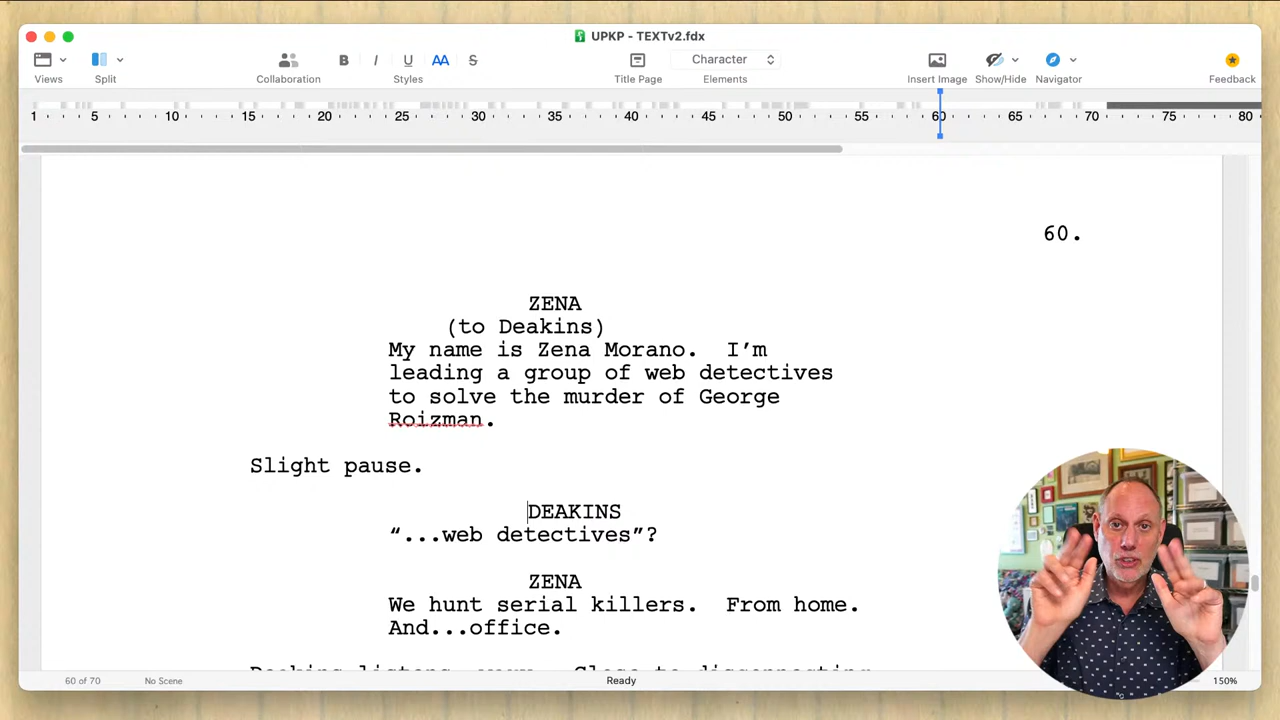 UPKP - TEXTv2.fdx
B I U AA S Character
Views Split Collaboration Styles Title Page Elements Insert Image Show/Hide Navigator Feedback
1 5 10 15 20 25 30 35 40 45 50 55 60 65 70 75 80
60.
ZENA
(to Deakins)
My name is Zena Morano.  I’m
leading a group of web detectives
to solve the murder of George
Roizman.
Slight pause.
DEAKINS
“...web detectives”?
ZENA
We hunt serial killers.  From home.
And...office.
60 of 70 No Scene Ready 150%